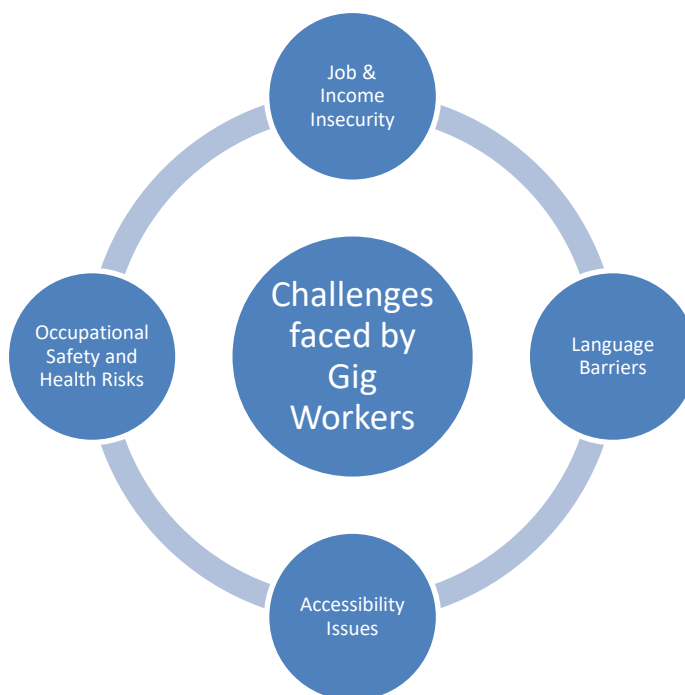 Job &
Income
Insecurity
Challenges
faced by
Gig
Workers
Occupational
Safety and
Health Risks
Language
Barriers
Accessibility
Issues